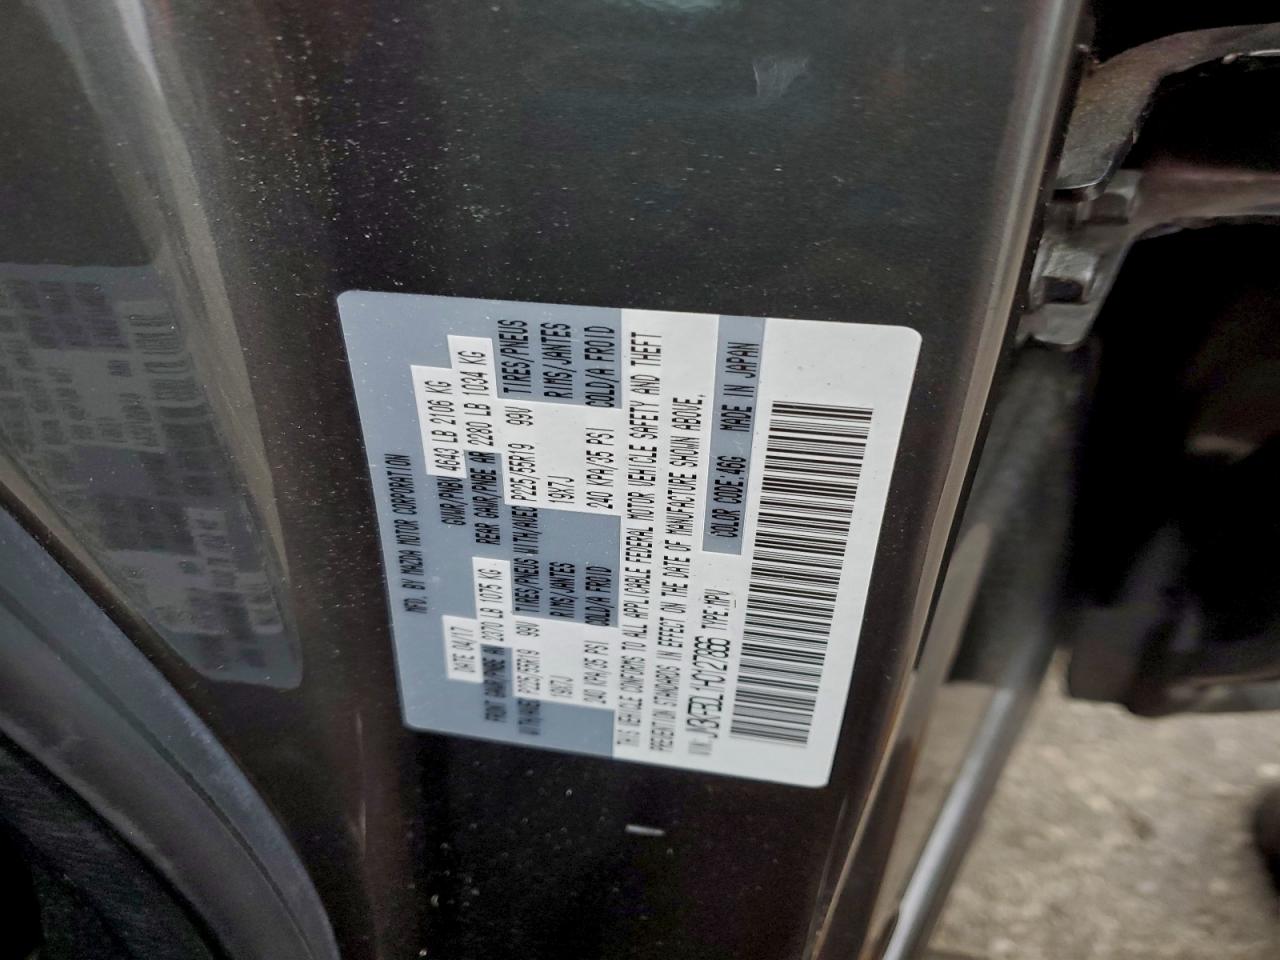 MFD. BY MAZDA MOTOR CORPORATION
DATE 04/17 GVWR/PNBV 4643 LB 2106 KG
FRONT GAWR/PNBE AV 2370 LB 1075 KG REAR GAWR/PNBE AR 2280 LB 1034 KG
WITH/AVEC P225/55R19 99V TIRES/PNEUS WITH/AVEC P225/55R19 99V TIRES/PNEUS
19X7J RIMS/JANTES 19X7J RIMS/JANTES
240 KPA/35 PSI COLD/A FROID 240 KPA/35 PSI COLD/A FROID
THIS VEHICLE CONFORMS TO ALL APPLICABLE FEDERAL MOTOR VEHICLE SAFETY AND THEFT
PREVENTION STANDARDS IN EFFECT ON THE DATE OF MANUFACTURE SHOWN ABOVE.
VIN: TYPE:MPV COLOR CODE:46G MADE IN JAPAN